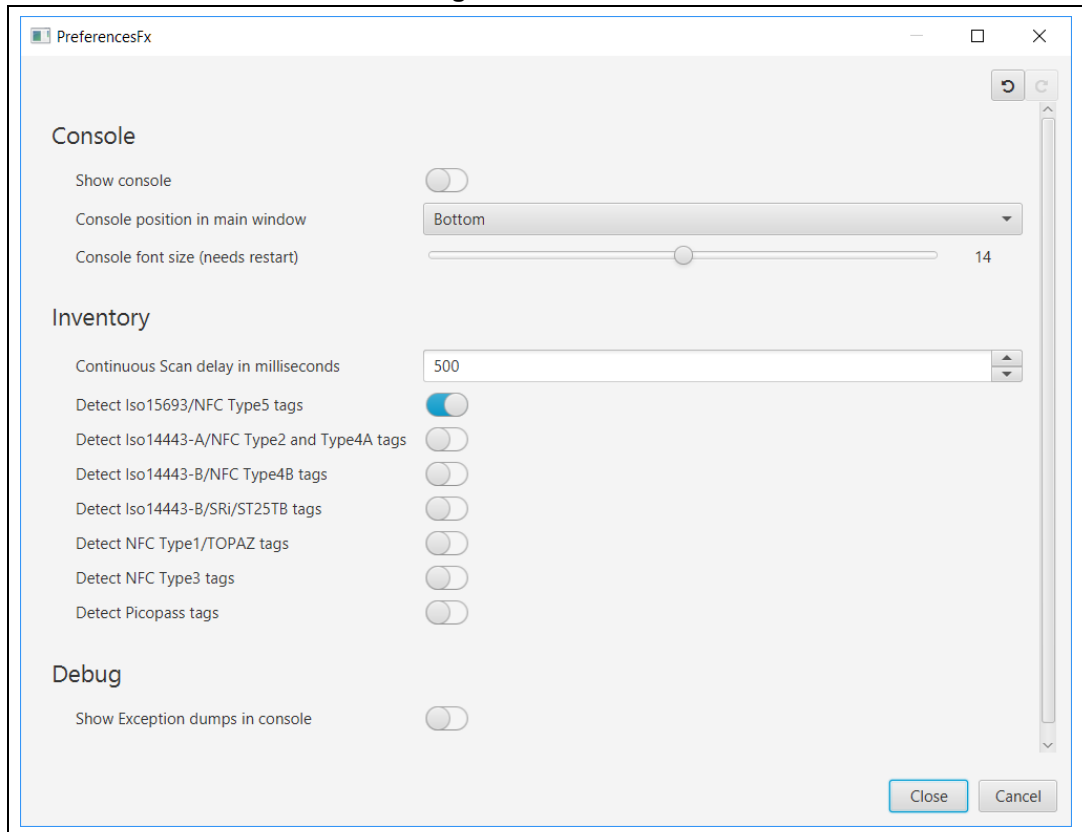 PreferencesFx
Console
Show console
Console position in main window Bottom
Console font size (needs restart) 14
Inventory
Continuous Scan delay in milliseconds 500
Detect Iso15693/NFC Type5 tags
Detect Iso14443-A/NFC Type2 and Type4A tags
Detect Iso14443-B/NFC Type4B tags
Detect Iso14443-B/SRi/ST25TB tags
Detect NFC Type1/TOPAZ tags
Detect NFC Type3 tags
Detect Picopass tags
Debug
Show Exception dumps in console
Close Cancel